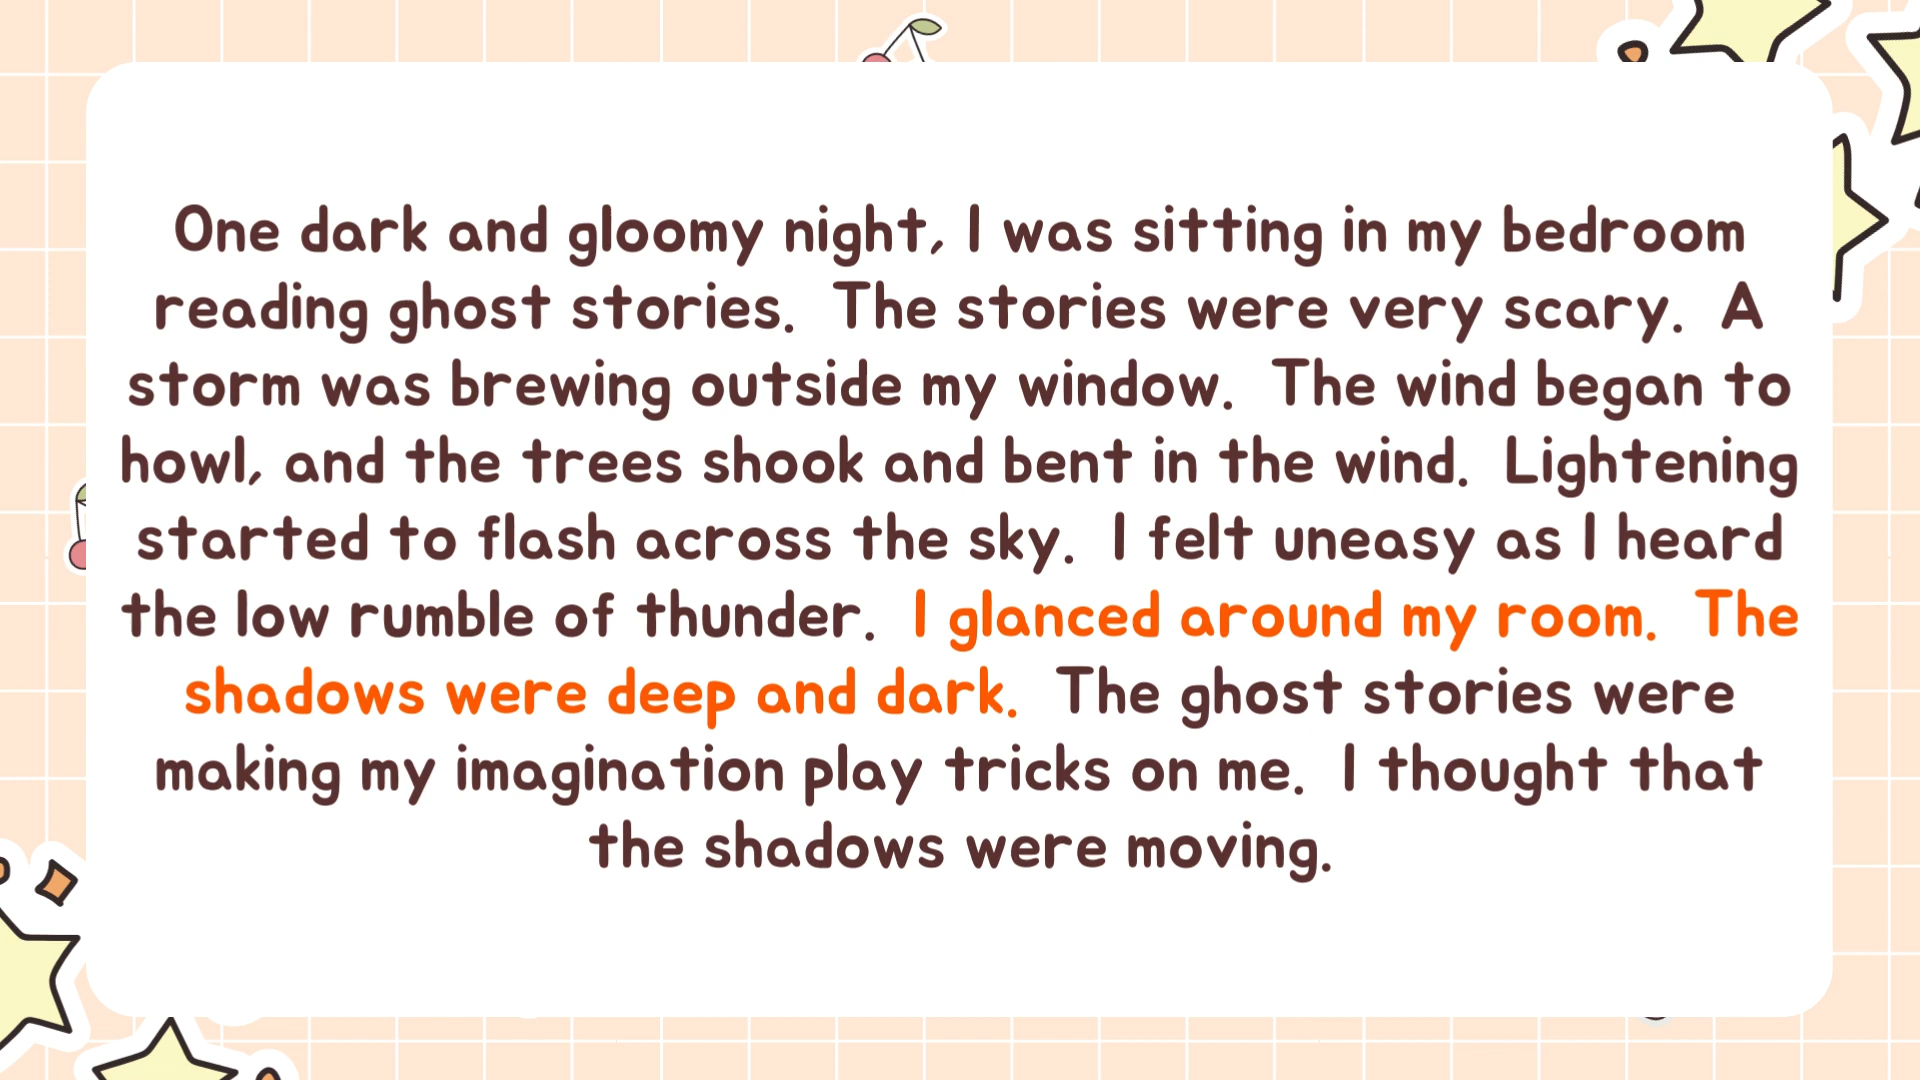 One dark and gloomy night, I was sitting in my bedroom
reading ghost stories.  The stories were very scary.  A
storm was brewing outside my window.  The wind began to
howl, and the trees shook and bent in the wind.  Lightening
started to flash across the sky.  I felt uneasy as I heard
the low rumble of thunder.  I glanced around my room.  The
shadows were deep and dark.  The ghost stories were
making my imagination play tricks on me.  I thought that
the shadows were moving.